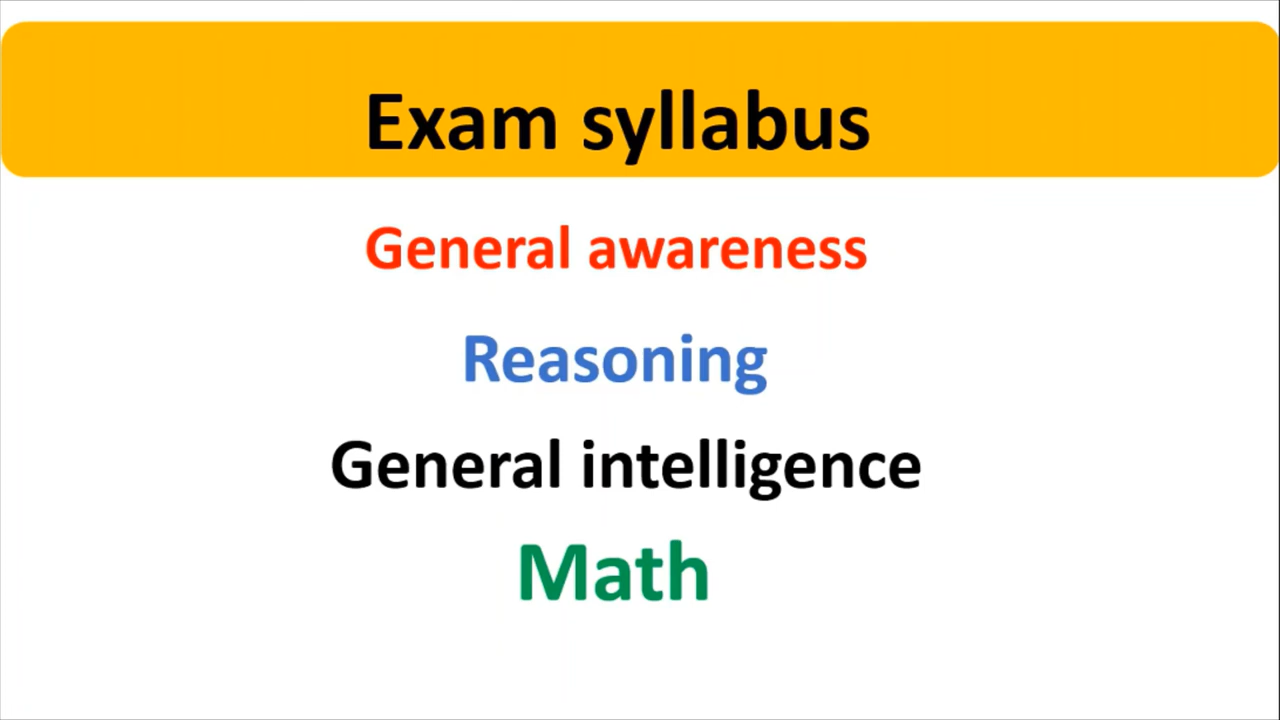 Exam syllabus
General awareness
Reasoning
General intelligence
Math